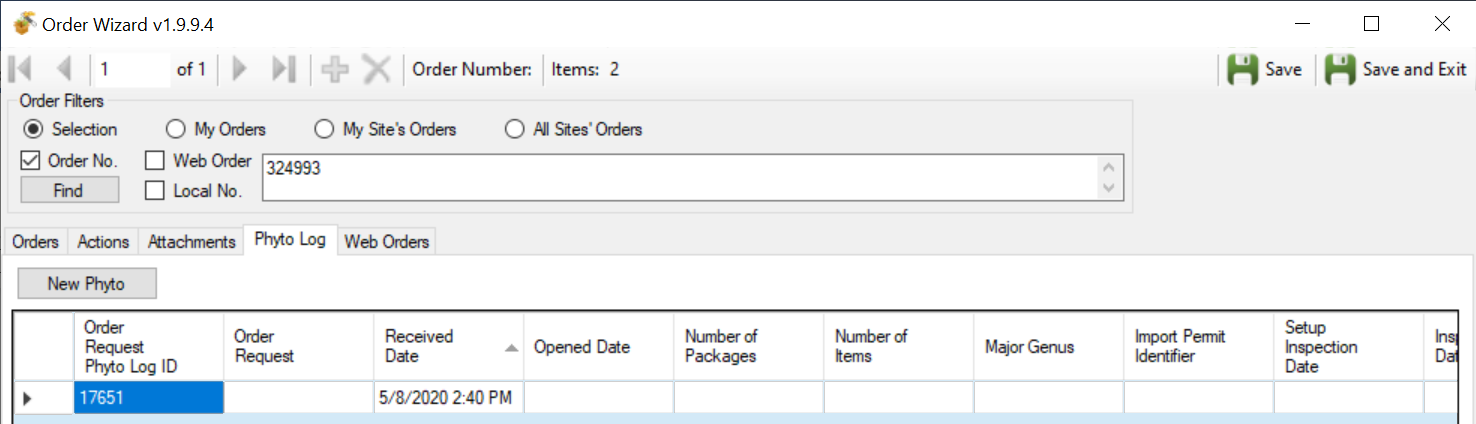 Order Wizard v1.9.9.4
1 of 1 Order Number: Items: 2 Save Save and Exit
Order Filters
Selection My Orders My Site's Orders All Sites' Orders
Order No. Web Order 324993
Find Local No.
Orders Actions Attachments Phyto Log Web Orders
New Phyto
Order
Request
Phyto Log ID
Order
Request
Received
Date
Opened Date
Number of
Packages
Number of
Items
Major Genus
Import Permit
Identifier
Setup
Inspection
Date
17651 5/8/2020 2:40 PM